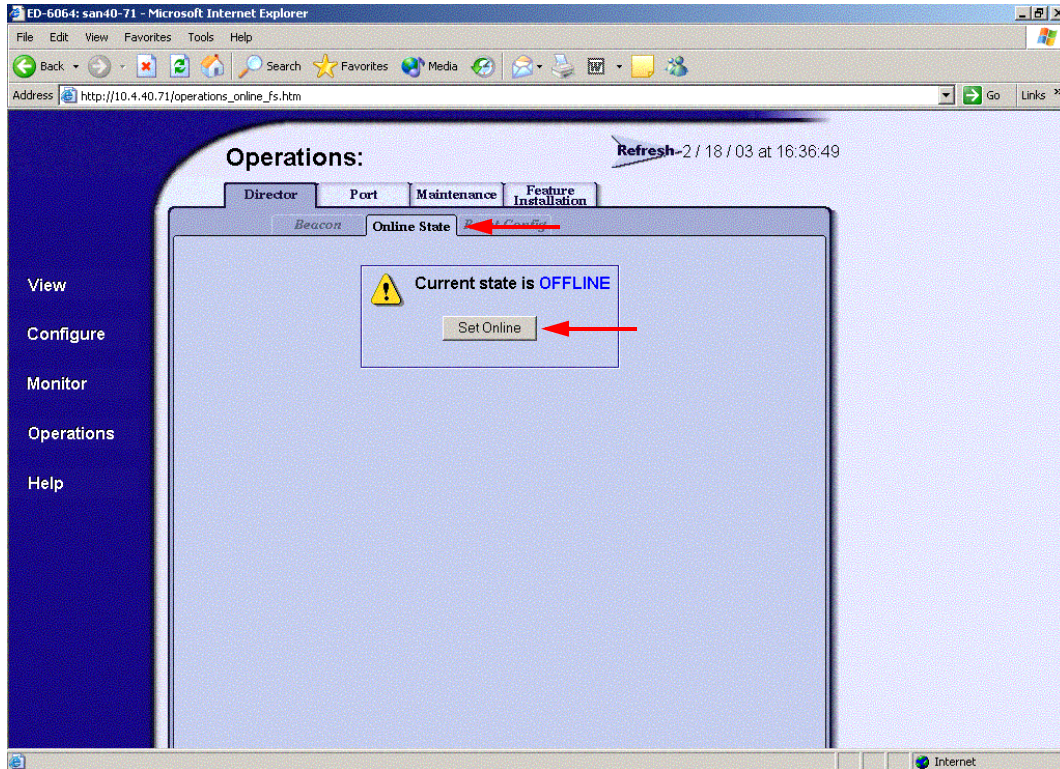 ED-6064: san40-71 - Microsoft Internet Explorer
File Edit View Favorites Tools Help
Back Search Favorites Media
Address http://10.4.40.71/operations_online_fs.htm Go Links »
Operations: Refresh-2 / 18 / 03 at 16:36:49
Director Port Maintenance Feature Installation
Beacon Online State Config
Current state is OFFLINE
Set Online
View
Configure
Monitor
Operations
Help
Internet